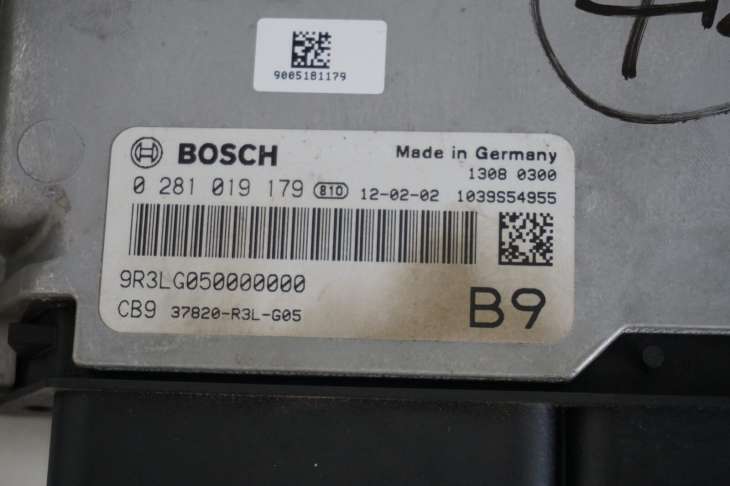 9005181179
BOSCH Made in Germany
1308 0300
0 281 019 179 810 12-02-02 1039S54955
9R3LG050000000
CB9 37820-R3L-G05 B9